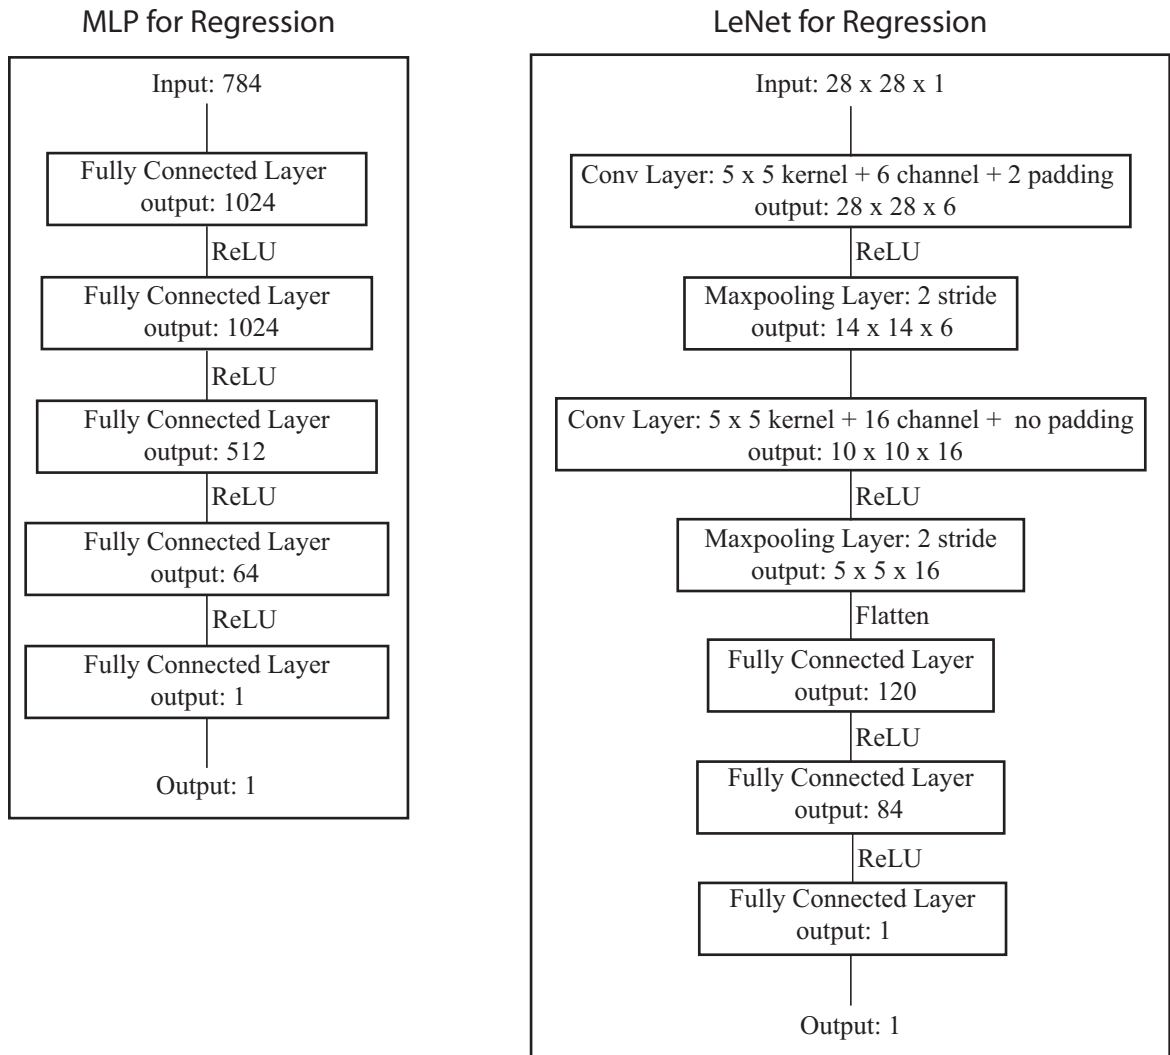 MLP for Regression
Input: 784
Fully Connected Layer
output: 1024
ReLU
Fully Connected Layer
output: 1024
ReLU
Fully Connected Layer
output: 512
ReLU
Fully Connected Layer
output: 64
ReLU
Fully Connected Layer
output: 1
Output: 1
LeNet for Regression
Input: 28 x 28 x 1
Conv Layer: 5 x 5 kernel + 6 channel + 2 padding
output: 28 x 28 x 6
ReLU
Maxpooling Layer: 2 stride
output: 14 x 14 x 6
Conv Layer: 5 x 5 kernel + 16 channel + no padding
output: 10 x 10 x 16
ReLU
Maxpooling Layer: 2 stride
output: 5 x 5 x 16
Flatten
Fully Connected Layer
output: 120
ReLU
Fully Connected Layer
output: 84
ReLU
Fully Connected Layer
output: 1
Output: 1